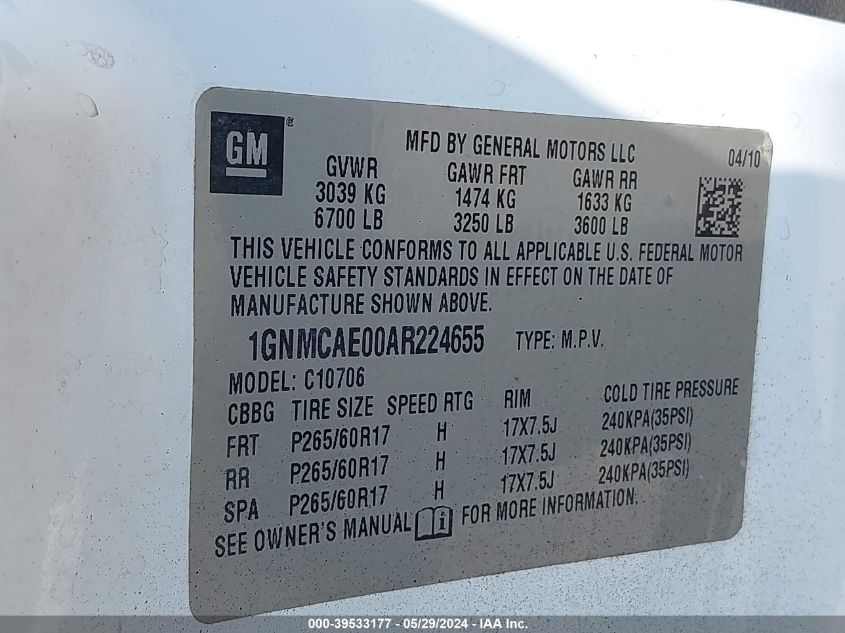 GM ®
MFD BY GENERAL MOTORS LLC 04/10
GVWR GAWR FRT GAWR RR
3039 KG 1474 KG 1633 KG
6700 LB 3250 LB 3600 LB
THIS VEHICLE CONFORMS TO ALL APPLICABLE U.S. FEDERAL MOTOR
VEHICLE SAFETY STANDARDS IN EFFECT ON THE DATE OF
MANUFACTURE SHOWN ABOVE.
1GNMCAE00AR224655 TYPE: M.P.V.
MODEL: C10706
CBBG TIRE SIZE SPEED RTG RIM COLD TIRE PRESSURE
FRT P265/60R17 H 17X7.5J 240KPA(35PSI)
RR P265/60R17 H 17X7.5J 240KPA(35PSI)
SPA P265/60R17 H 17X7.5J 240KPA(35PSI)
SEE OWNER'S MANUAL FOR MORE INFORMATION.
000-39533177 - 05/29/2024 - IAA Inc.